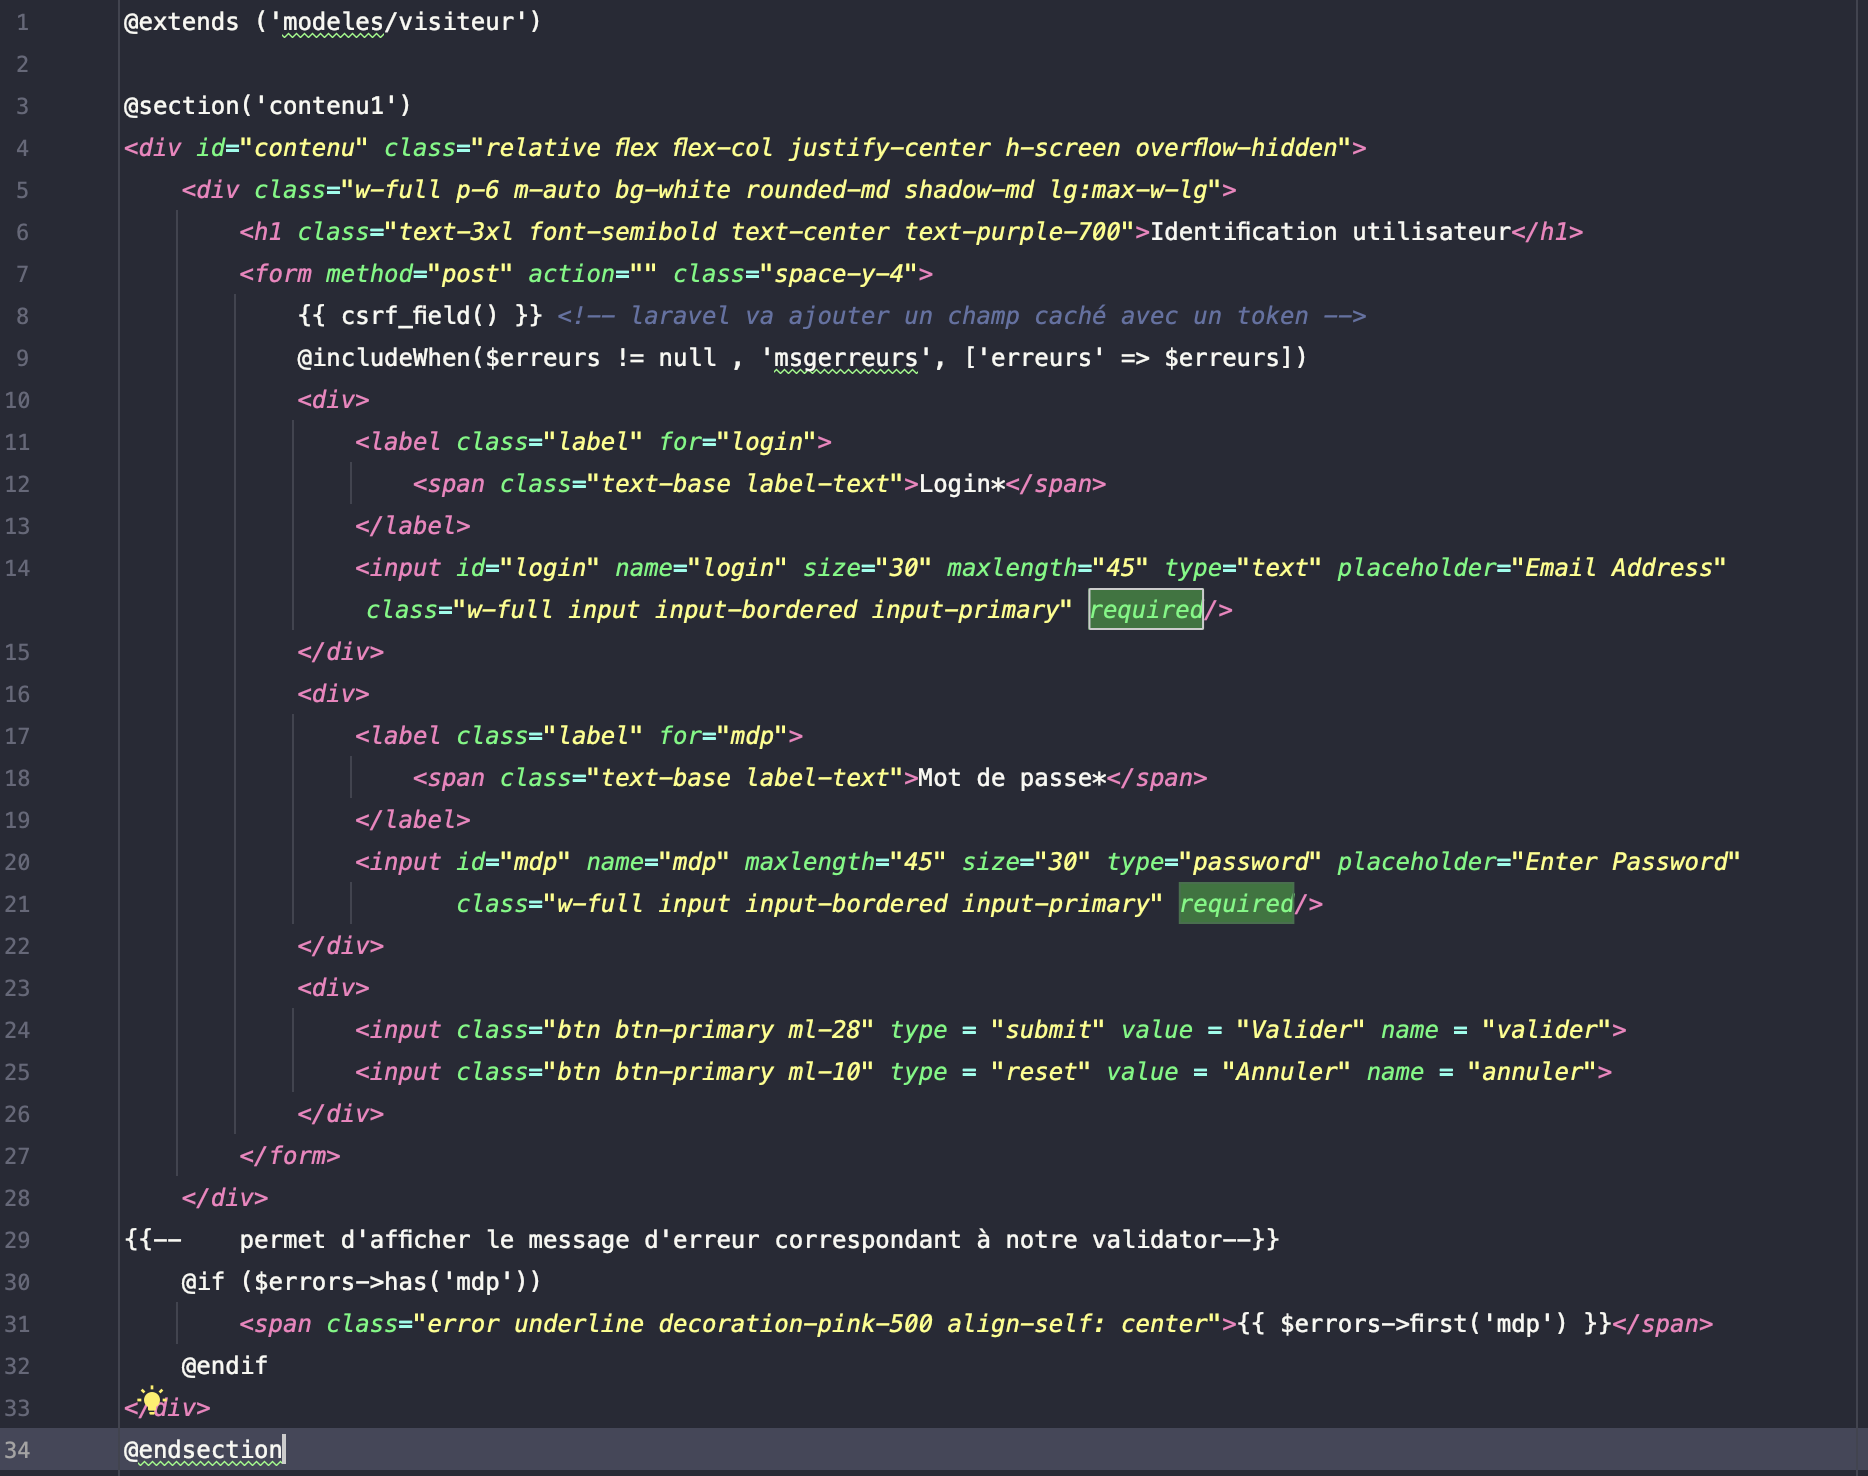 1 @extends ('modeles/visiteur')
2
3 @section('contenu1')
4 <div id="contenu" class="relative flex flex-col justify-center h-screen overflow-hidden">
5     <div class="w-full p-6 m-auto bg-white rounded-md shadow-md lg:max-w-lg">
6         <h1 class="text-3xl font-semibold text-center text-purple-700">Identification utilisateur</h1>
7         <form method="post" action="" class="space-y-4">
8             {{ csrf_field() }} <!-- laravel va ajouter un champ caché avec un token -->
9             @includeWhen($erreurs != null , 'msgerreurs', ['erreurs' => $erreurs])
10             <div>
11                 <label class="label" for="login">
12                     <span class="text-base label-text">Login*</span>
13                 </label>
14                 <input id="login" name="login" size="30" maxlength="45" type="text" placeholder="Email Address"
                 class="w-full input input-bordered input-primary" required/>
15             </div>
16             <div>
17                 <label class="label" for="mdp">
18                     <span class="text-base label-text">Mot de passe*</span>
19                 </label>
20                 <input id="mdp" name="mdp" maxlength="45" size="30" type="password" placeholder="Enter Password"
21                        class="w-full input input-bordered input-primary" required/>
22             </div>
23             <div>
24                 <input class="btn btn-primary ml-28" type = "submit" value = "Valider" name = "valider">
25                 <input class="btn btn-primary ml-10" type = "reset" value = "Annuler" name = "annuler">
26             </div>
27         </form>
28     </div>
29 {{--    permet d'afficher le message d'erreur correspondant à notre validator--}}
30     @if ($errors->has('mdp'))
31         <span class="error underline decoration-pink-500 align-self: center">{{ $errors->first('mdp') }}</span>
32     @endif
33 </div>
34 @endsection